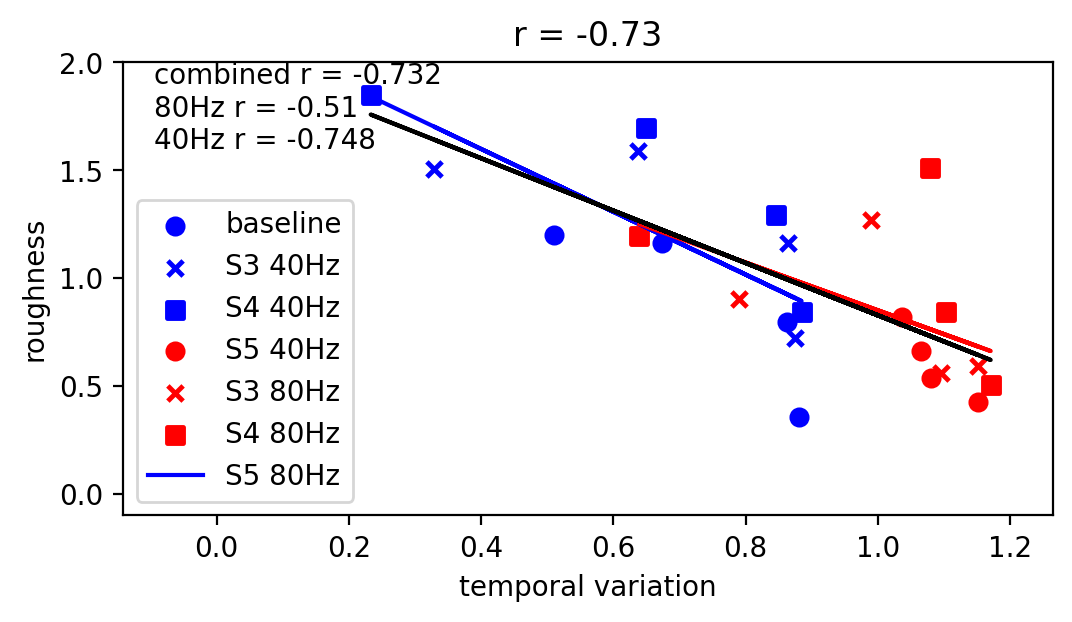 r = -0.73
combined r = -0.732
80Hz r = -0.51
40Hz r = -0.748
baseline
S3 40Hz
S4 40Hz
S5 40Hz
S3 80Hz
S4 80Hz
S5 80Hz
roughness
2.0
1.5
1.0
0.5
0.0
0.0 0.2 0.4 0.6 0.8 1.0 1.2
temporal variation